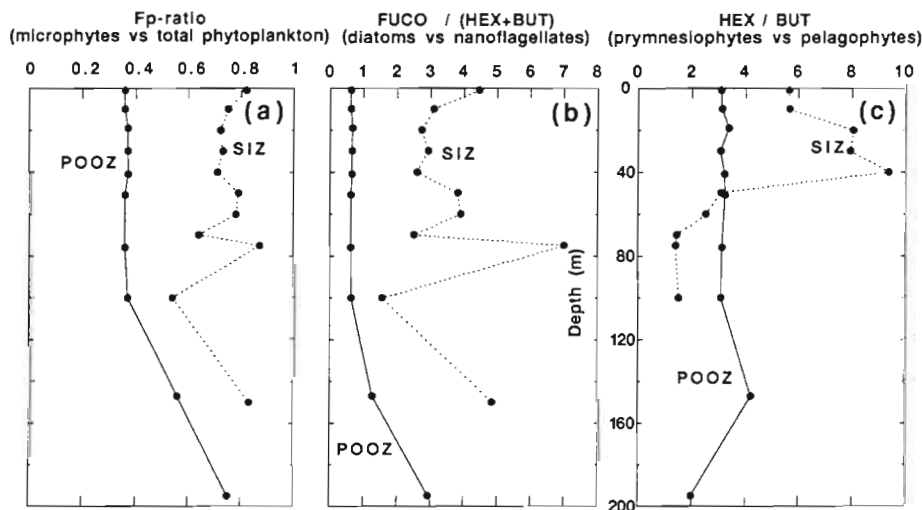 Fp-ratio
(microphytes vs total phytoplankton)
0 0.2 0.4 0.6 0.8 1
(a)
SIZ
POOZ
FUCO / (HEX+BUT)
(diatoms vs nanoflagellates)
0 1 2 3 4 5 6 7 8
(b)
SIZ
POOZ
HEX / BUT
(prymnesiophytes vs pelagophytes)
0 2 4 6 8 10
(c)
SIZ
POOZ
Depth (m)
0
40
80
120
160
200